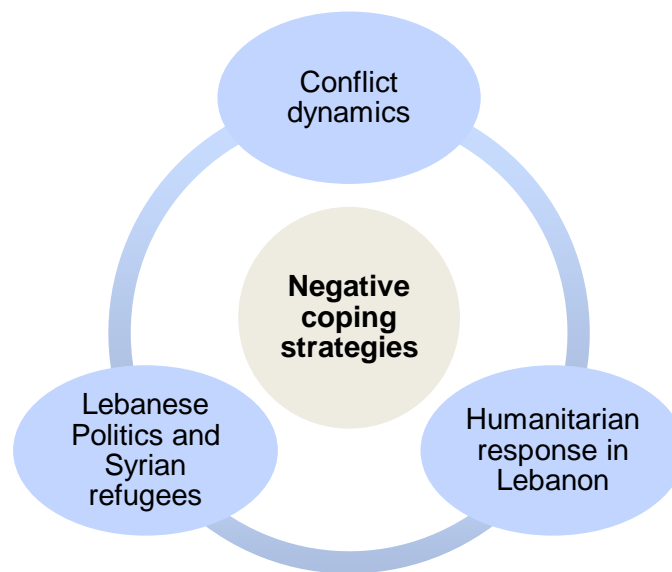 Conflict
dynamics
Negative
coping
strategies
Lebanese
Politics and
Syrian
refugees
Humanitarian
response in
Lebanon